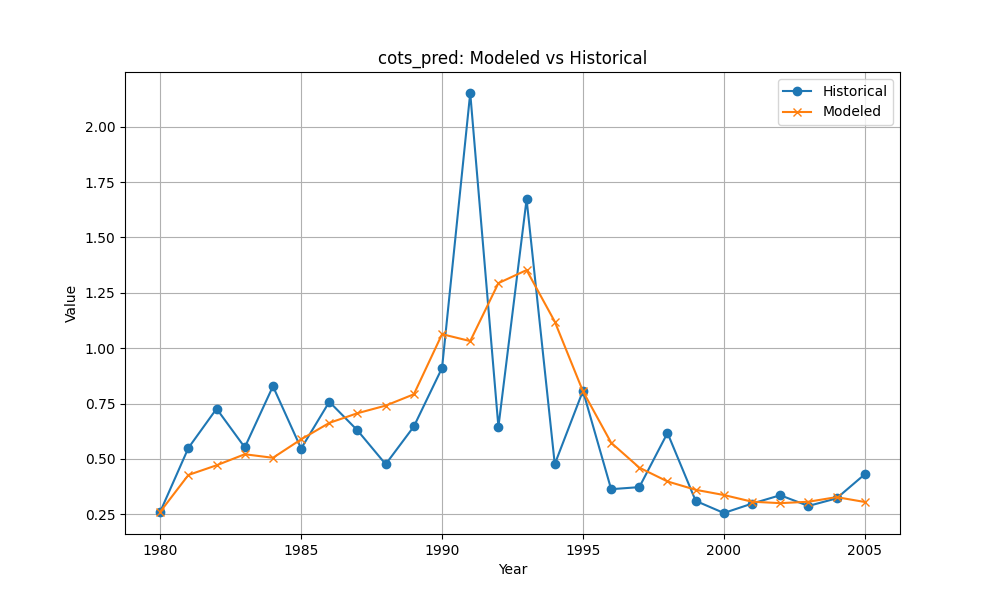 cots_pred: Modeled vs Historical
Historical
Modeled
2.00
1.75
1.50
1.25
1.00
0.75
0.50
0.25
Value
1980 1985 1990 1995 2000 2005
Year